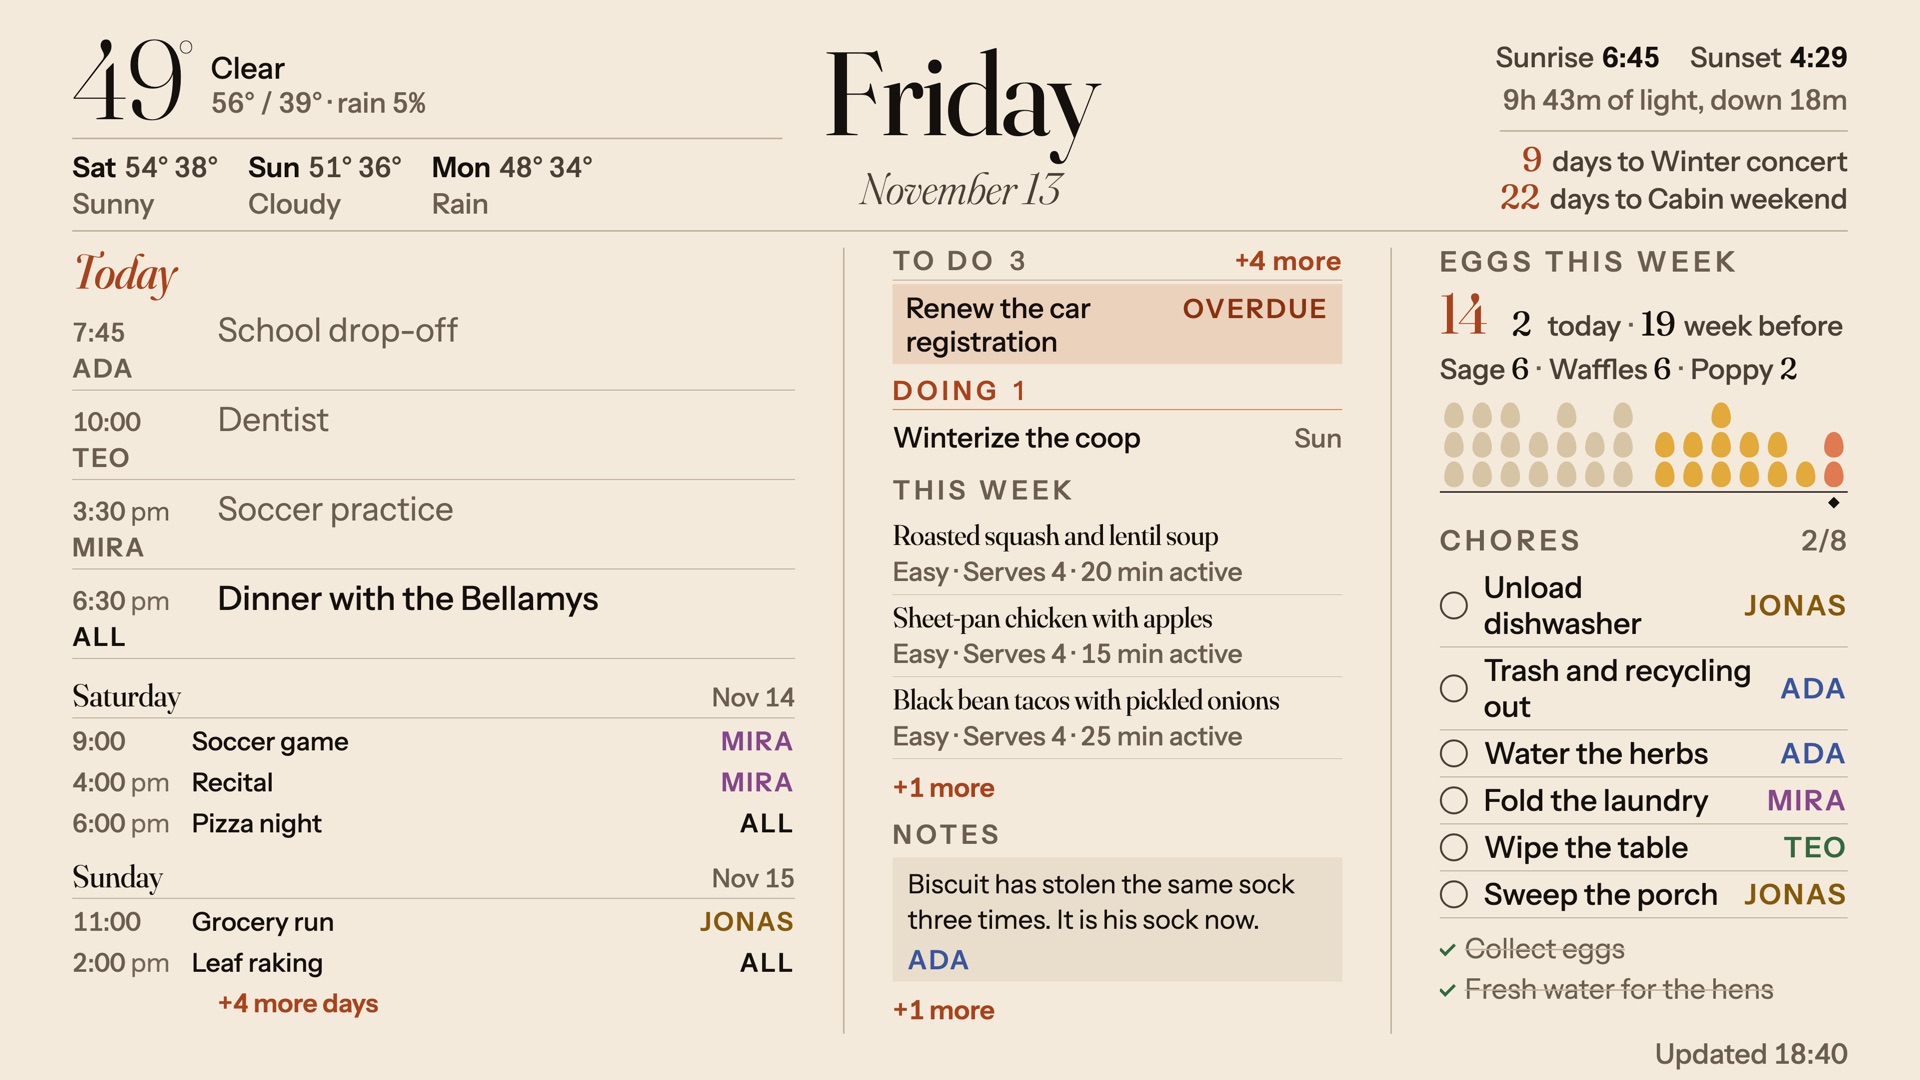 49°
Clear
56° / 39° · rain 5%
Sat 54° 38°
Sunny
Sun 51° 36°
Cloudy
Mon 48° 34°
Rain
Friday
November 13
Sunrise 6:45 Sunset 4:29
9h 43m of light, down 18m
9 days to Winter concert
22 days to Cabin weekend
Today
7:45 School drop-off
ADA
10:00 Dentist
TEO
3:30 pm Soccer practice
MIRA
6:30 pm Dinner with the Bellamys
ALL
Saturday Nov 14
9:00 Soccer game MIRA
4:00 pm Recital MIRA
6:00 pm Pizza night ALL
Sunday Nov 15
11:00 Grocery run JONAS
2:00 pm Leaf raking ALL
+4 more days
TO DO 3 +4 more
Renew the car OVERDUE
registration
DOING 1
Winterize the coop Sun
THIS WEEK
Roasted squash and lentil soup
Easy · Serves 4 · 20 min active
Sheet-pan chicken with apples
Easy · Serves 4 · 15 min active
Black bean tacos with pickled onions
Easy · Serves 4 · 25 min active
+1 more
NOTES
Biscuit has stolen the same sock
three times. It is his sock now.
ADA
+1 more
EGGS THIS WEEK
14 2 today · 19 week before
Sage 6 · Waffles 6 · Poppy 2
CHORES 2/8
Unload
dishwasher JONAS
Trash and recycling
out ADA
Water the herbs ADA
Fold the laundry MIRA
Wipe the table TEO
Sweep the porch JONAS
Collect eggs
Fresh water for the hens
Updated 18:40